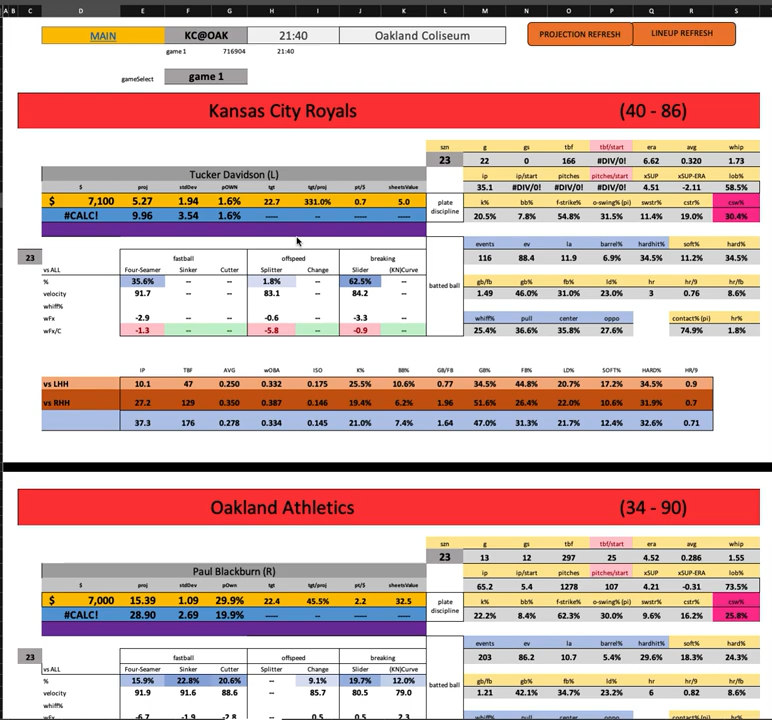 A B C D E F G H I J K L M N O P Q R S
MAIN KC@OAK 21:40 Oakland Coliseum PROJECTION REFRESH LINEUP REFRESH
game 1 716904 21:40
gameSelect game 1
Kansas City Royals (40 - 86)
szn g gs tbf tbf/start era avg whip
23 22 0 166 #DIV/0! 6.62 0.320 1.73
Tucker Davidson (L) ip ip/start pitches pitches/start xSUP xSUP-ERA lob%
$ proj stdDev pOWN tgt tgt/proj pt/$ sheetsValue 35.1 #DIV/0! #DIV/0! #DIV/0! 4.51 -2.11 58.5%
$ 7,100 5.27 1.94 1.6% 22.7 331.0% 0.7 5.0 plate discipline k% bb% f-strike% o-swing% (pi) swstr% cstr% csw%
#CALC! 9.96 3.54 1.6% ---- -- ---- ---- 20.5% 7.8% 54.8% 31.5% 11.4% 19.0% 30.4%
events ev la barrel% hardhit% soft% hard%
23 fastball offspeed breaking 116 88.4 11.9 6.9% 34.5% 11.2% 34.5%
vs ALL Four-Seamer Sinker Cutter Splitter Change Slider (KN)Curve
% 35.6% -- -- 1.8% -- 62.5% -- batted ball gb/fb gb% fb% ld% hr hr/9 hr/fb
velocity 91.7 -- -- 83.1 -- 84.2 -- 1.49 46.0% 31.0% 23.0% 3 0.76 8.6%
whiff%
wFx -2.9 -- -- -0.6 -- -3.3 -- whiff% pull center oppo contact% (pi) hr%
wFx/C -1.3 -- -- -5.8 -- -0.9 -- 25.4% 36.6% 35.8% 27.6% 74.9% 1.8%
IP TBF AVG wOBA ISO K% BB% GB/FB GB% FB% LD% SOFT% HARD% HR/9
vs LHH 10.1 47 0.250 0.332 0.175 25.5% 10.6% 0.77 34.5% 44.8% 20.7% 17.2% 34.5% 0.9
vs RHH 27.2 129 0.350 0.387 0.146 19.4% 6.2% 1.96 51.6% 26.4% 22.0% 10.6% 31.9% 0.7
37.3 176 0.278 0.334 0.145 21.0% 7.4% 1.64 47.0% 31.3% 21.7% 12.4% 32.6% 0.71
Oakland Athletics (34 - 90)
szn g gs tbf tbf/start era avg whip
23 13 12 297 25 4.52 0.286 1.55
Paul Blackburn (R) ip ip/start pitches pitches/start xSUP xSUP-ERA lob%
$ proj stdDev pOwn tgt tgt/proj pt/$ sheetsValue 65.2 5.4 1278 107 4.21 -0.31 73.5%
$ 7,000 15.39 1.09 29.9% 22.4 45.5% 2.2 32.5 plate discipline k% bb% f-strike% o-swing% (pi) swstr% cstr% csw%
#CALC! 28.90 2.69 19.9% ---- -- ---- ---- 22.2% 8.4% 62.3% 30.0% 9.6% 16.2% 25.8%
events ev la barrel% hardhit% soft% hard%
23 fastball offspeed breaking 203 86.2 10.7 5.4% 29.6% 18.3% 24.3%
vs ALL Four-Seamer Sinker Cutter Splitter Change Slider (KN)Curve
% 15.9% 22.8% 20.6% -- 9.1% 19.7% 12.0% batted ball gb/fb gb% fb% ld% hr hr/9 hr/fb
velocity 91.9 91.6 88.6 -- 85.7 80.5 79.0 1.21 42.1% 34.7% 23.2% 6 0.82 8.6%
whiff%
wFx -6.7 -1.9 -2.8 -- 0.5 0.5 2.3 whiff% pull center oppo contact% (pi) hr%